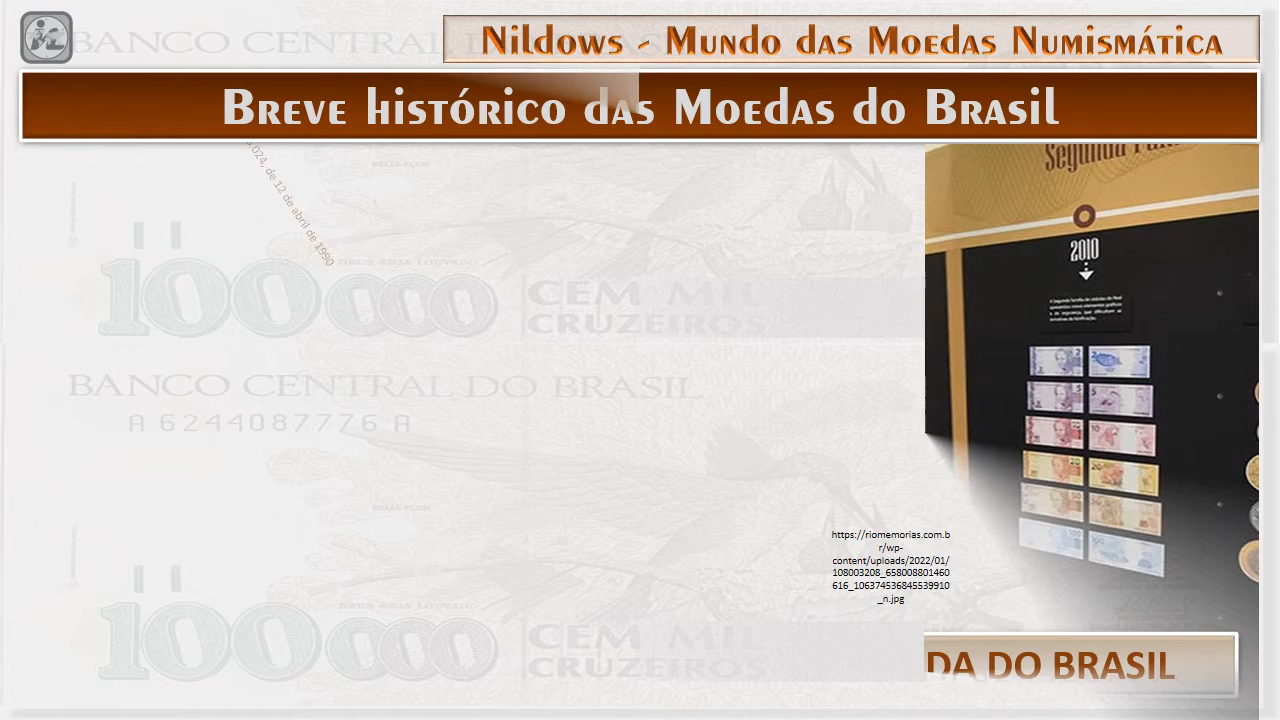 BANCO CENTRAL
Nildows - Mundo das Moedas Numismática
Breve histórico das Moedas do Brasil
.024, de 12 de abril de 1990
2010
100000
CEM MIL
CRUZEIROS
BANCO CENTRAL DO BRASIL
A 6244087776 A
https://riomemorias.com.b
r/wp-
content/uploads/2022/01/
108003208_658008801460
616_106374536845539910
_n.jpg
100000
CEM MIL
CRUZEIROS
DA DO BRASIL